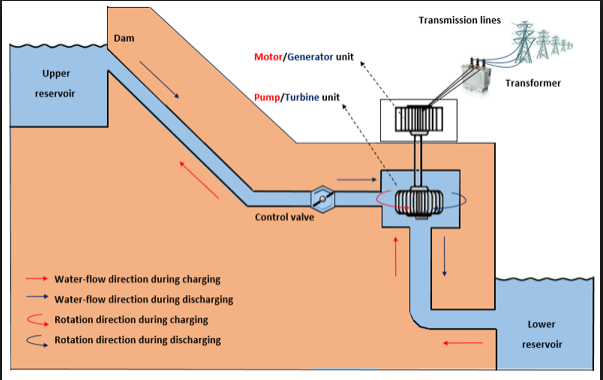 Transmission lines
Dam
Motor/Generator unit
Upper
reservoir
Transformer
Pump/Turbine unit
Control valve
Water-flow direction during charging
Water-flow direction during discharging
Rotation direction during charging
Rotation direction during discharging
Lower
reservoir